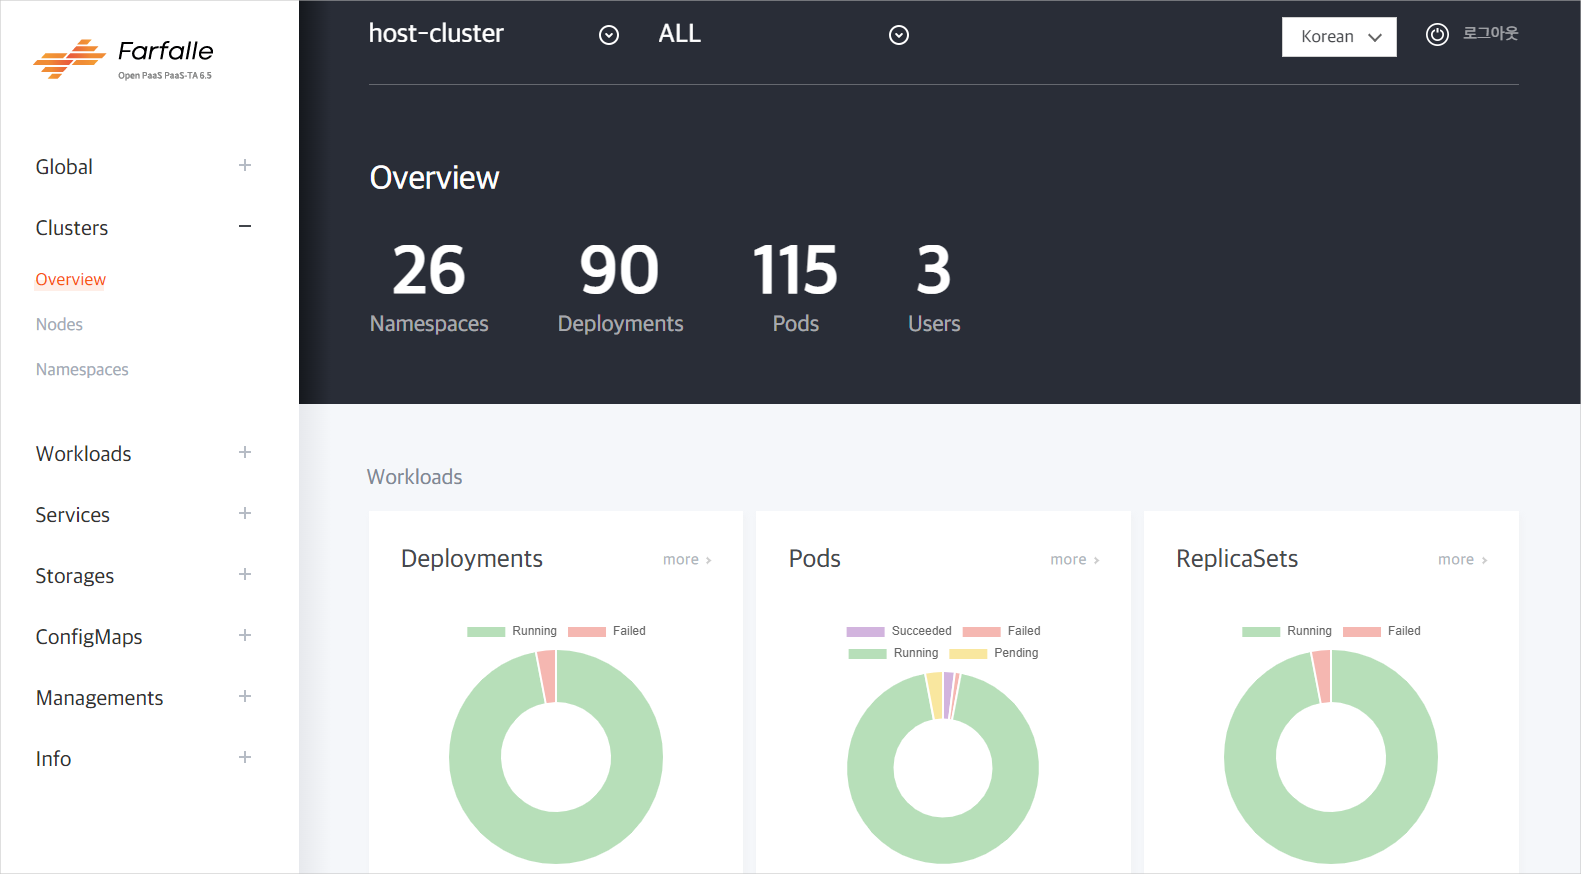 Farfalle
Open PaaS PaaS-TA 6.5
Global
Clusters
Overview
Nodes
Namespaces
Workloads
Services
Storages
ConfigMaps
Managements
Info
host-cluster
ALL
Korean
로그아웃
Overview
26 90 115 3
Namespaces Deployments Pods Users
Workloads
Deployments
more
Running Failed
Pods
more
Succeeded Failed
Running Pending
ReplicaSets
more
Running Failed